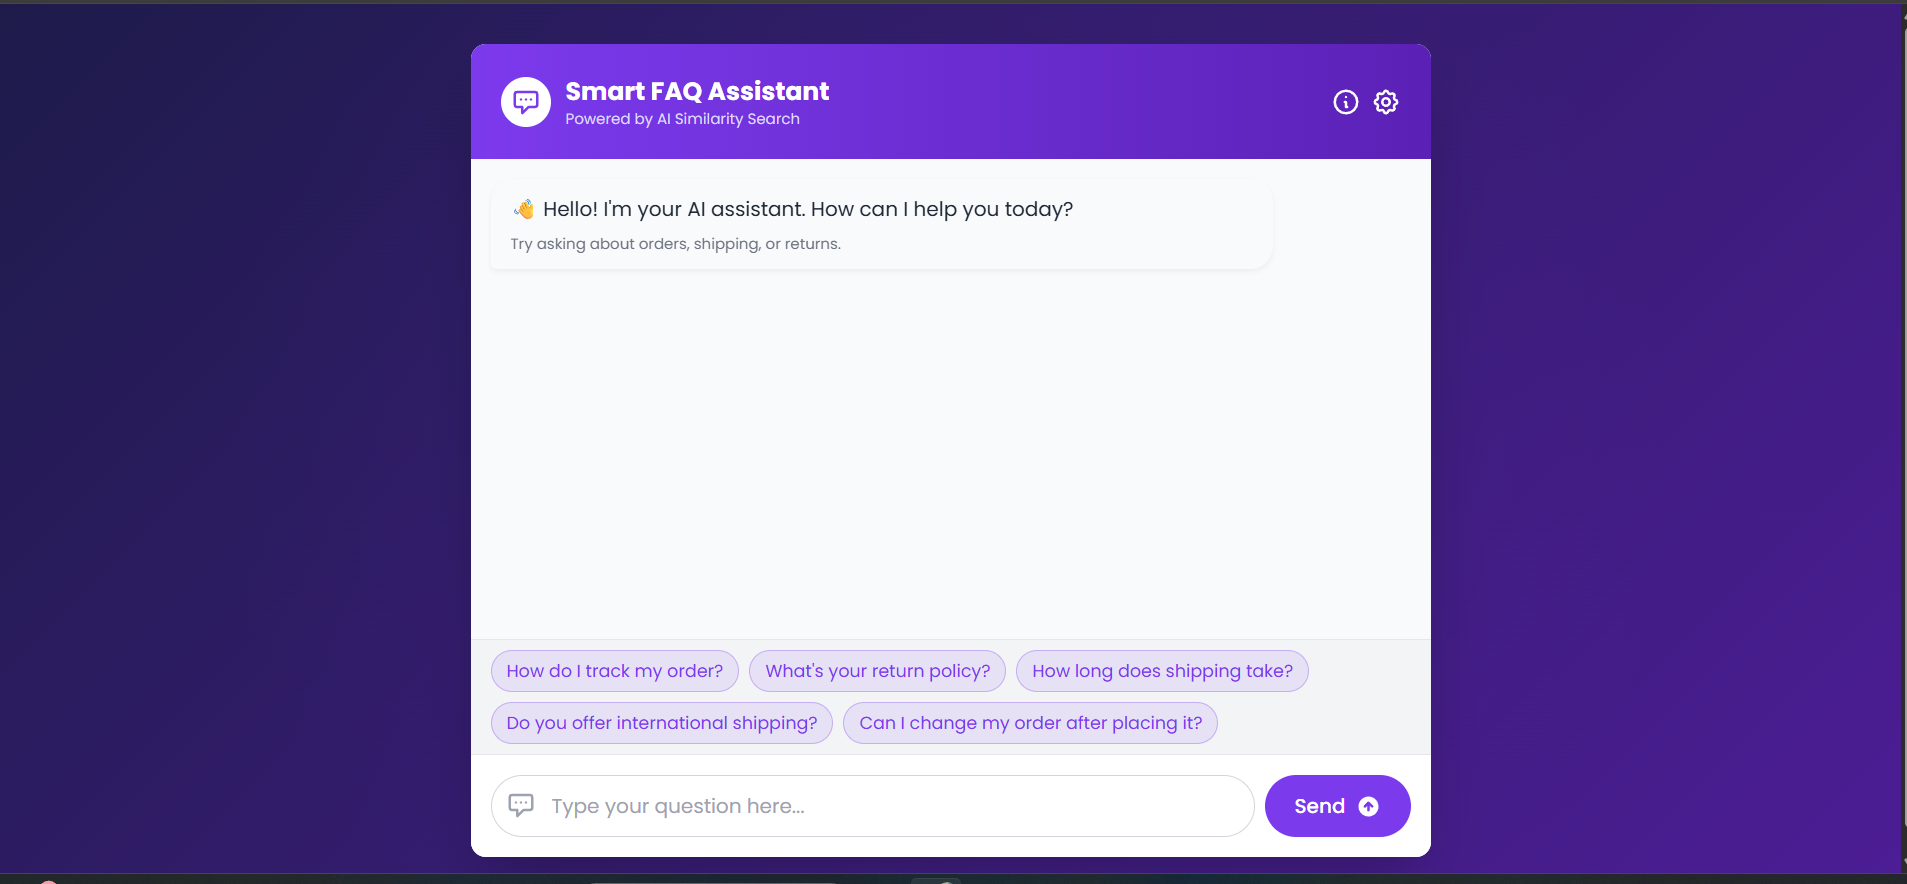 Smart FAQ Assistant
Powered by AI Similarity Search
👋 Hello! I'm your AI assistant. How can I help you today?
Try asking about orders, shipping, or returns.
How do I track my order?
What's your return policy?
How long does shipping take?
Do you offer international shipping?
Can I change my order after placing it?
Type your question here...
Send